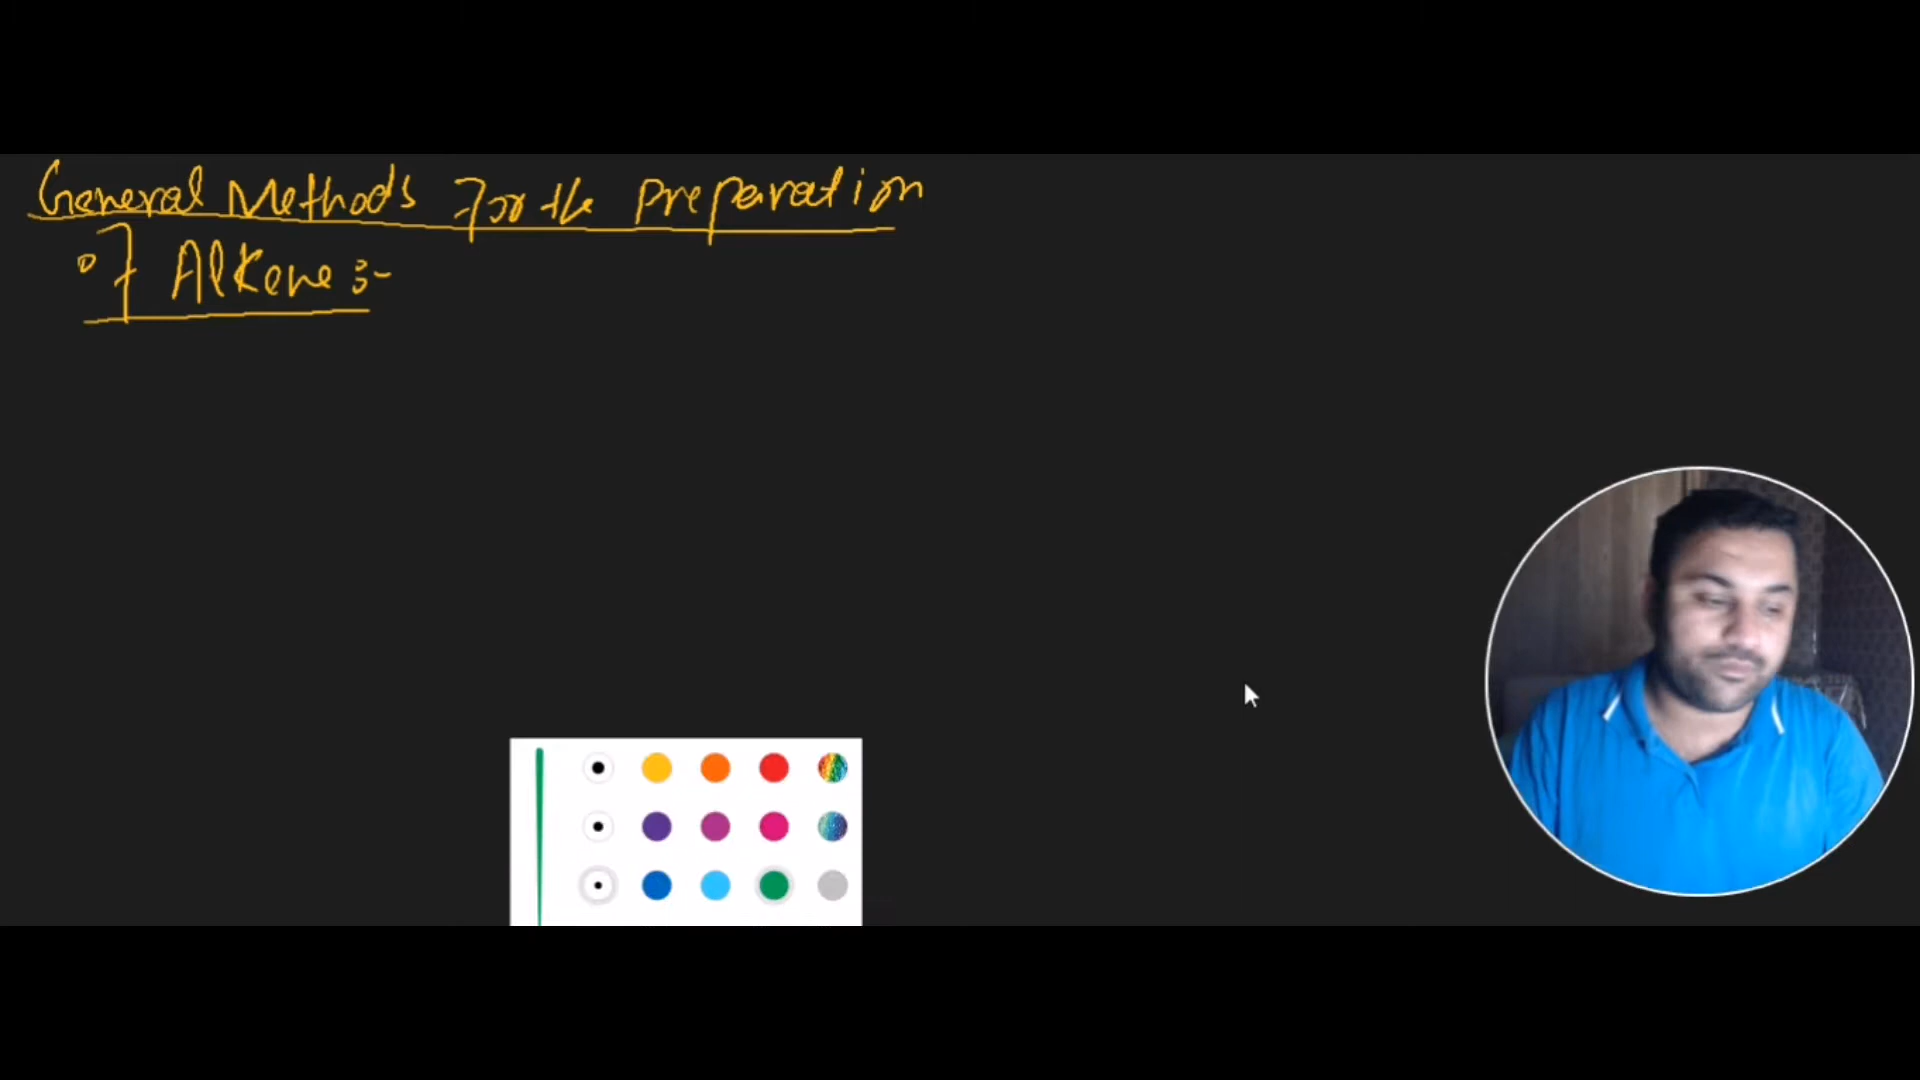 General Methods For the Preparation
of Alkene :-